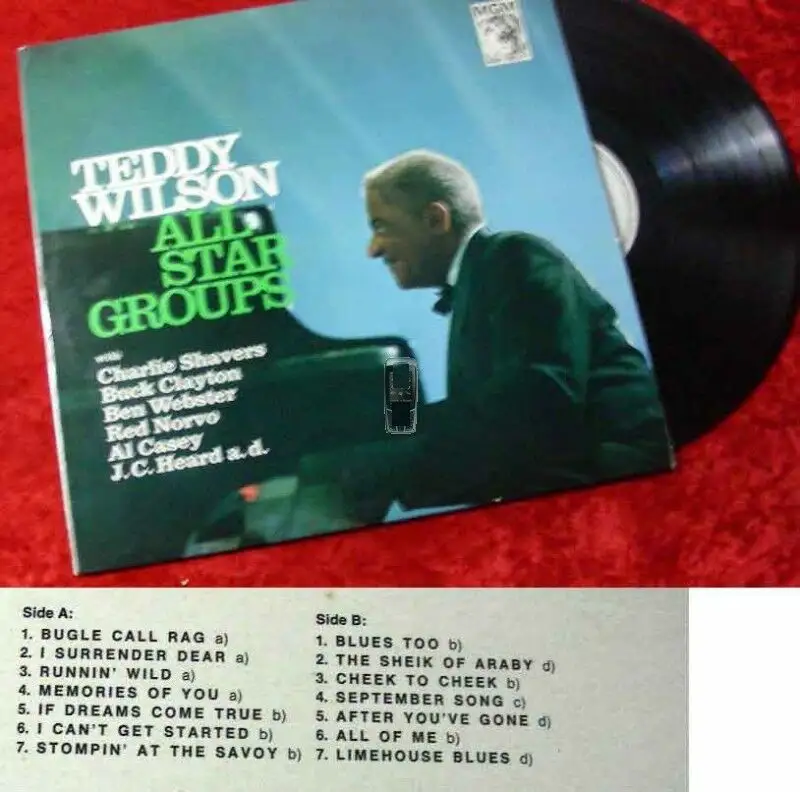 MGM
TEDDY
WILSON
ALL
STAR
GROUPS
with
Charlie Shavers
Buck Clayton
Ben Webster
Red Norvo
Al Casey
J.C. Heard a.d.
Side A:
1. BUGLE CALL RAG a)
2. I SURRENDER DEAR a)
3. RUNNIN' WILD a)
4. MEMORIES OF YOU a)
5. IF DREAMS COME TRUE b)
6. I CAN'T GET STARTED b)
7. STOMPIN' AT THE SAVOY b)
Side B:
1. BLUES TOO b)
2. THE SHEIK OF ARABY d)
3. CHEEK TO CHEEK b)
4. SEPTEMBER SONG c)
5. AFTER YOU'VE GONE d)
6. ALL OF ME b)
7. LIMEHOUSE BLUES d)